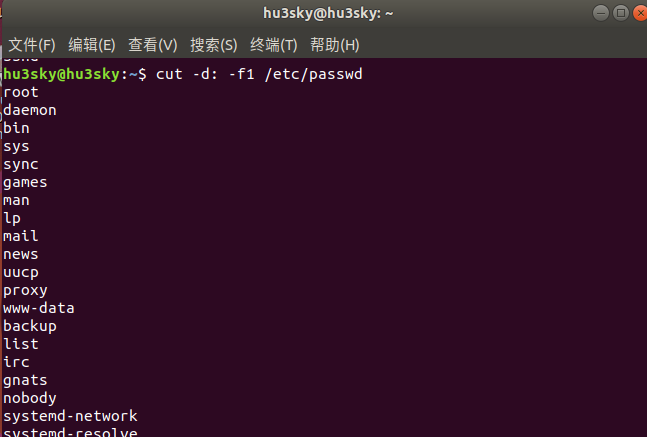 hu3sky@hu3sky: ~
文件(F) 编辑(E) 查看(V) 搜索(S) 终端(T) 帮助(H)
hu3sky@hu3sky:~$ cut -d: -f1 /etc/passwd
root
daemon
bin
sys
sync
games
man
lp
mail
news
uucp
proxy
www-data
backup
list
irc
gnats
nobody
systemd-network
systemd-resolve